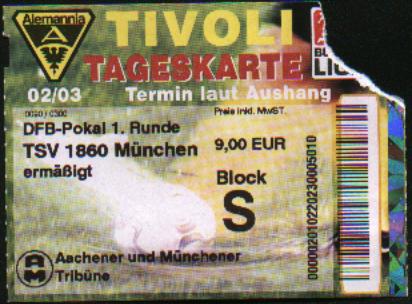 Alemannia
TIVOLI
TAGESKARTE
02/03 Termin laut Aushang
Preis inkl. MwST.
DFB-Pokal 1. Runde
TSV 1860 München 9,00 EUR
ermäßigt
Block
S
Aachener und Münchener
Tribüne
000002010220230005010